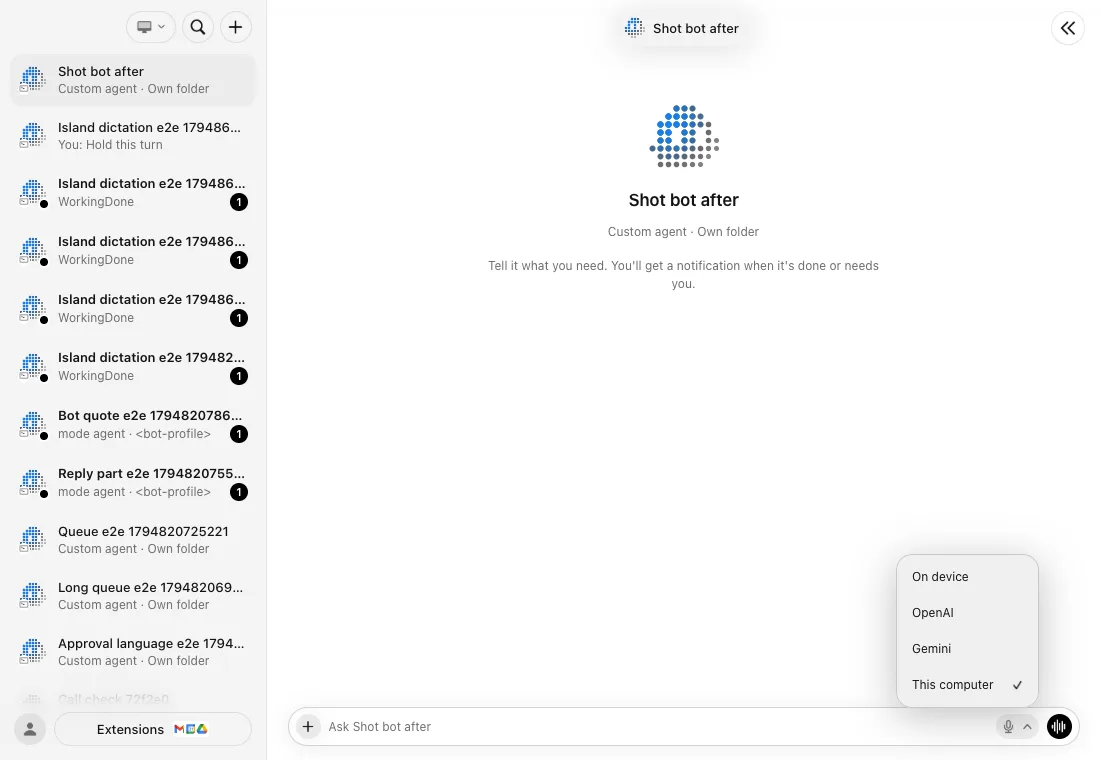 Shot bot after
Custom agent · Own folder
Island dictation e2e 179486...
You: Hold this turn
Island dictation e2e 179486...
WorkingDone
1
Island dictation e2e 179486...
WorkingDone
1
Island dictation e2e 179486...
WorkingDone
1
Island dictation e2e 179482...
WorkingDone
1
Bot quote e2e 1794820786...
mode agent · <bot-profile>
1
Reply part e2e 1794820755...
mode agent · <bot-profile>
1
Queue e2e 1794820725221
Custom agent · Own folder
Long queue e2e 179482069...
Custom agent · Own folder
Approval language e2e 1794...
Custom agent · Own folder
Call check 72f2e0
Extensions
Shot bot after
Shot bot after
Custom agent · Own folder
Tell it what you need. You'll get a notification when it's done or needs
you.
On device
OpenAI
Gemini
This computer
Ask Shot bot after